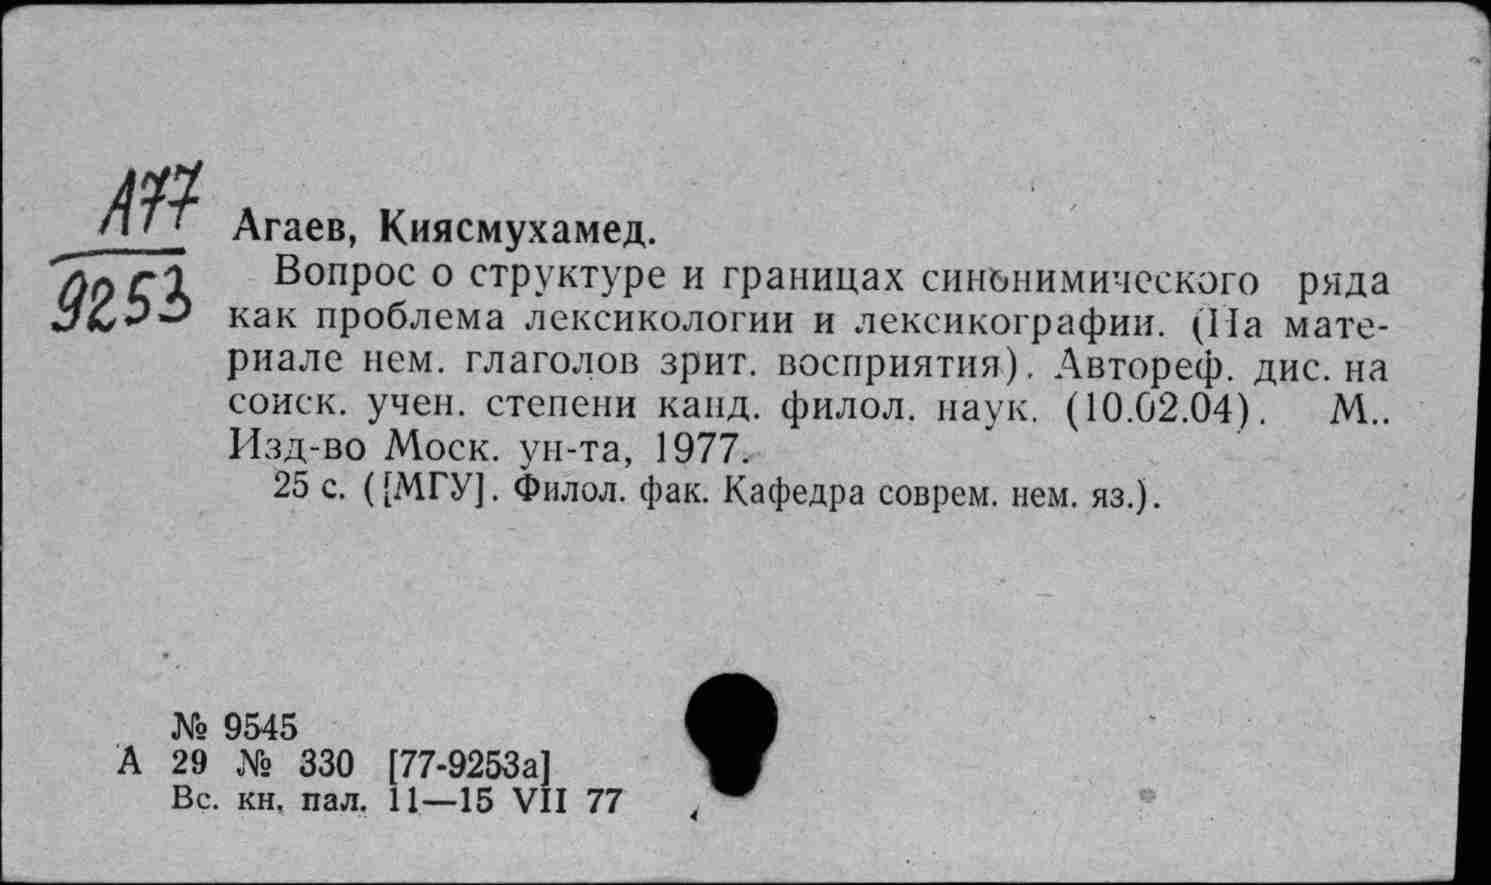 А77
9253
Агаев, Киясмухамед.
Вопрос о структуре и границах синонимического ряда
как проблема лексикологии и лексикографии. (На мате-
риале нем. глаголов зрит. восприятия). Автореф. дис. на
соиск. учен. степени канд. филол. наук. (10.02.04). М..
Изд-во Моск. ун-та, 1977.
25 с. ([МГУ]. Филол. фак. Кафедра соврем. нем. яз.).
№ 9545
А 29 № 330 [77-9253а]
Вс. кн. пал. 11—15 VII 77